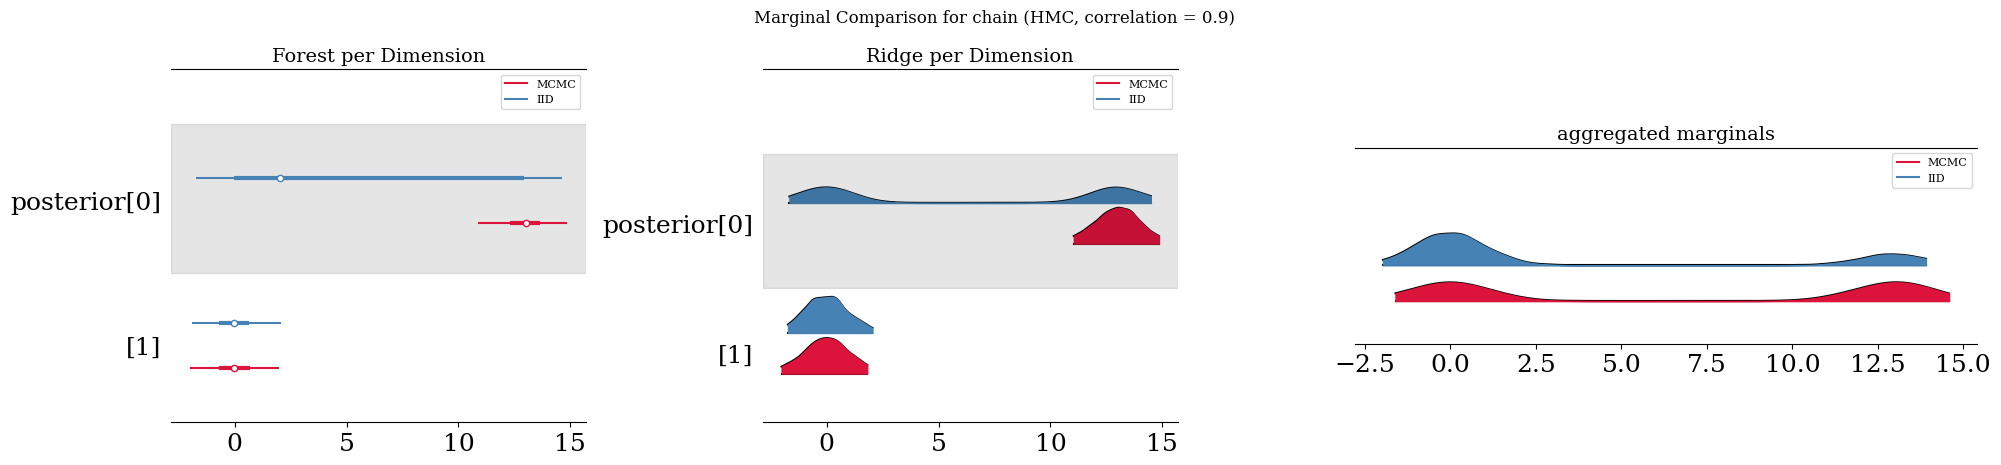 Marginal Comparison for chain (HMC, correlation = 0.9)
Forest per Dimension
MCMC
IID
posterior[0]
[1]
0 5 10 15
Ridge per Dimension
MCMC
IID
posterior[0]
[1]
0 5 10 15
aggregated marginals
MCMC
IID
−2.5 0.0 2.5 5.0 7.5 10.0 12.5 15.0